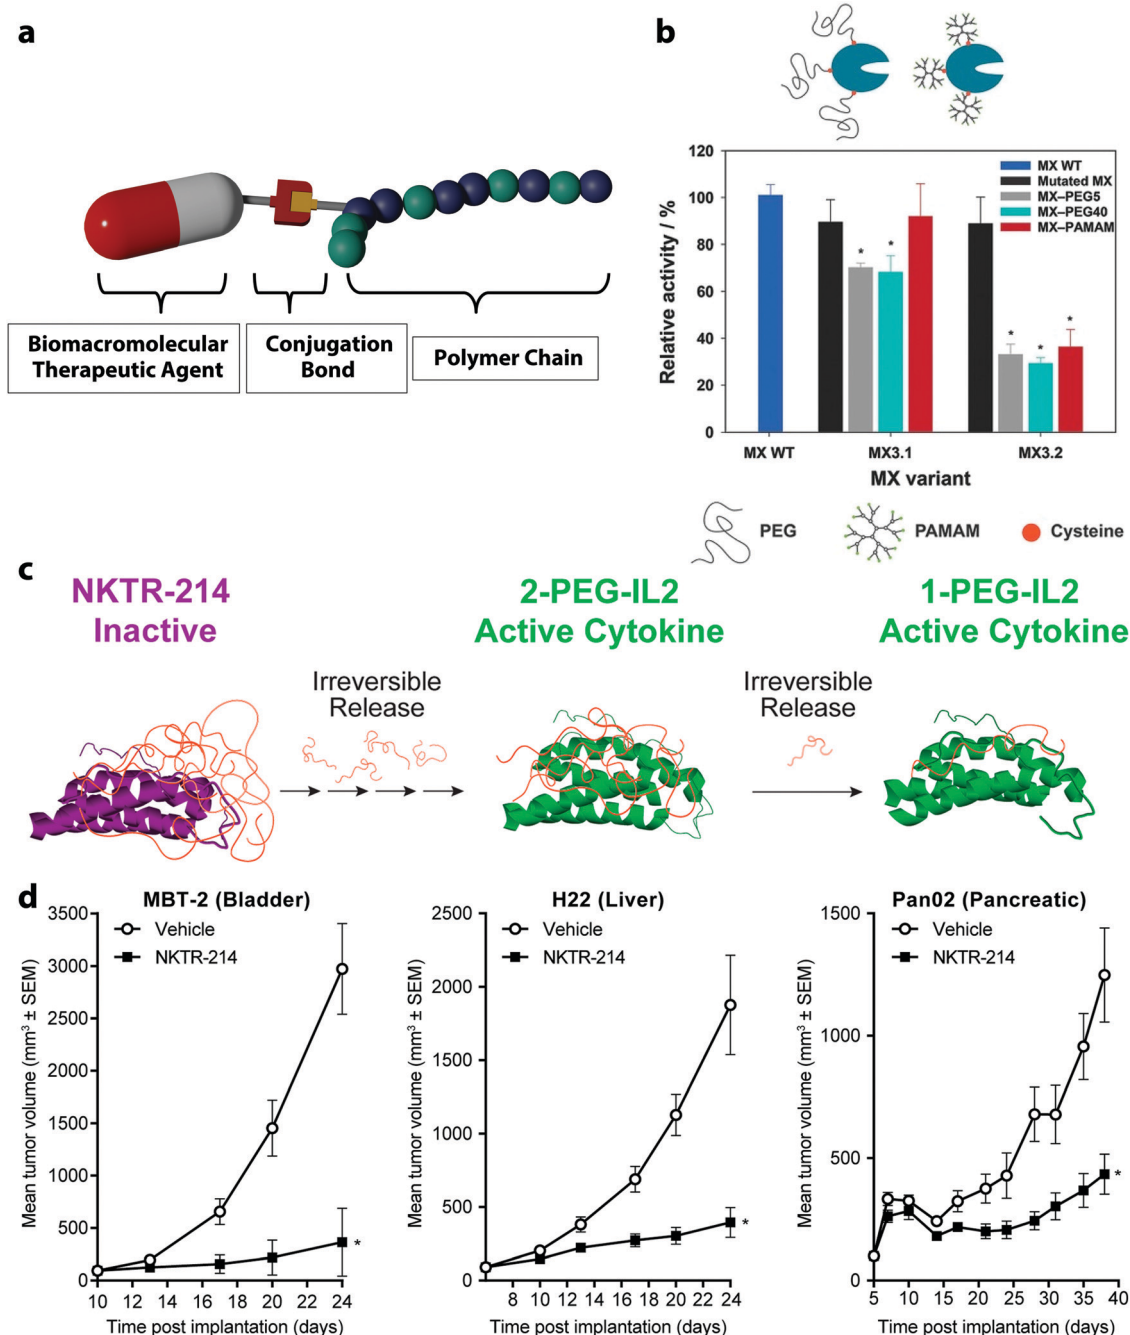 a
Biomacromolecular
Therapeutic Agent
Conjugation
Bond
Polymer Chain
b
120
100
80
60
40
20
0
Relative activity / %
MX WT
Mutated MX
MX–PEG5
MX–PEG40
MX–PAMAM
*
*
*
*
*
MX WT
MX3.1
MX3.2
MX variant
PEG
PAMAM
Cysteine
c
NKTR-214
Inactive
Irreversible
Release
2-PEG-IL2
Active Cytokine
Irreversible
Release
1-PEG-IL2
Active Cytokine
d
MBT-2 (Bladder)
Vehicle
NKTR-214
Mean tumor volume (mm³ ± SEM)
3500
3000
2500
2000
1500
1000
500
0
*
10 12 14 16 18 20 22 24
Time post implantation (days)
H22 (Liver)
Vehicle
NKTR-214
Mean tumor volume (mm³ ± SEM)
2500
2000
1500
1000
500
0
*
8 10 12 14 16 18 20 22 24
Time post implantation (days)
Pan02 (Pancreatic)
Vehicle
NKTR-214
Mean tumor volume (mm³ ± SEM)
1500
1000
500
0
*
5 10 15 20 25 30 35 40
Time post implantation (days)